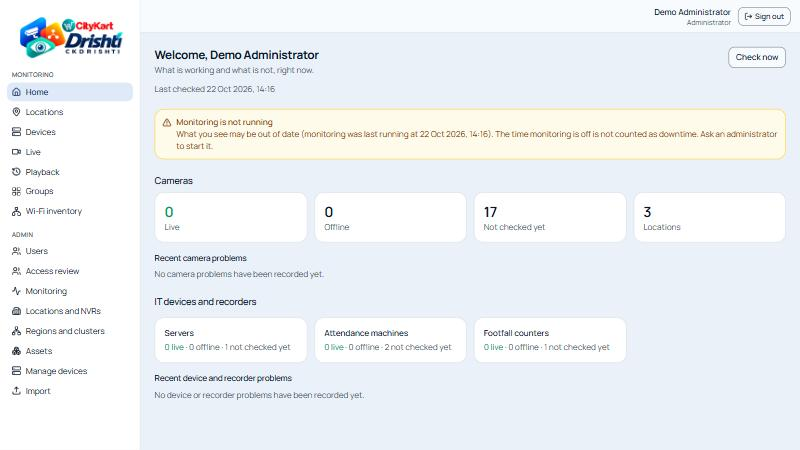 CityKart
Drishti
CKDRISHTI
Demo Administrator
Administrator
Sign out
MONITORING
Home
Locations
Devices
Live
Playback
Groups
Wi-Fi inventory
ADMIN
Users
Access review
Monitoring
Locations and NVRs
Regions and clusters
Assets
Manage devices
Import
Welcome, Demo Administrator
What is working and what is not, right now.
Check now
Last checked 22 Oct 2026, 14:16
Monitoring is not running
What you see may be out of date (monitoring was last running at 22 Oct 2026, 14:16). The time monitoring is off is not counted as downtime. Ask an administrator
to start it.
Cameras
0
Live
0
Offline
17
Not checked yet
3
Locations
Recent camera problems
No camera problems have been recorded yet.
IT devices and recorders
Servers
0 live · 0 offline · 1 not checked yet
Attendance machines
0 live · 0 offline · 2 not checked yet
Footfall counters
0 live · 0 offline · 1 not checked yet
Recent device and recorder problems
No device or recorder problems have been recorded yet.